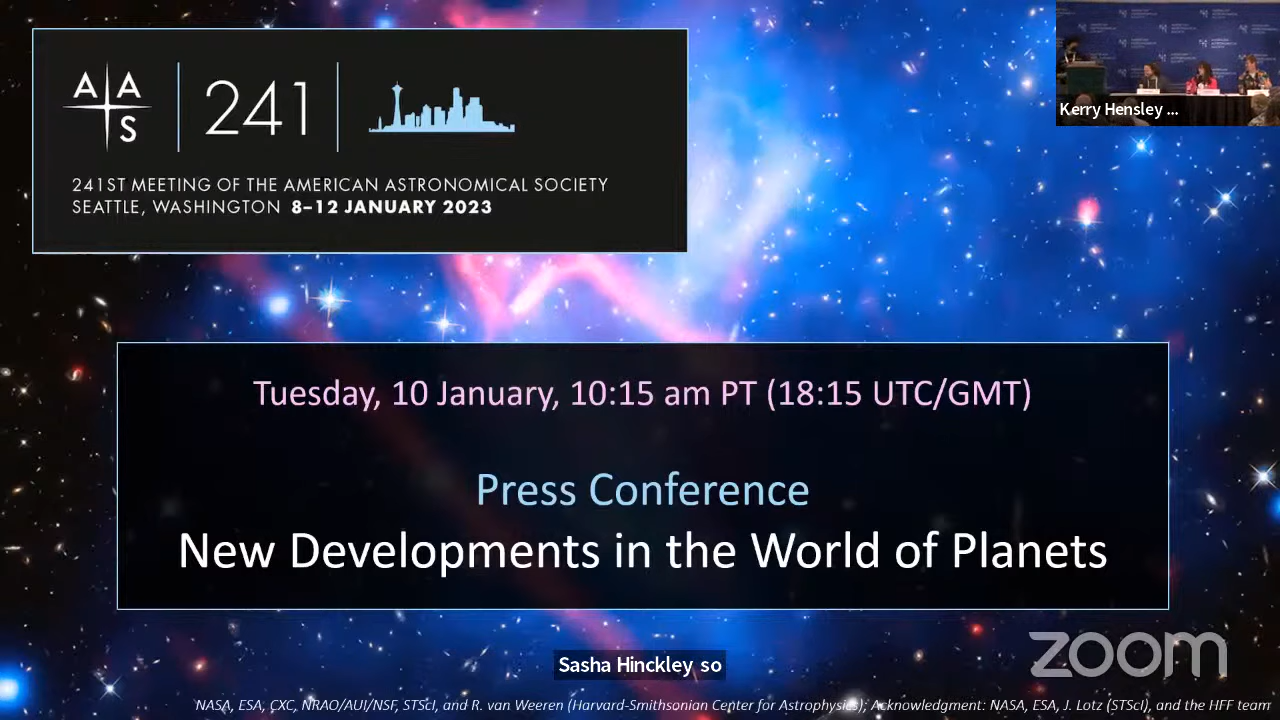 A A
S
241
241ST MEETING OF THE AMERICAN ASTRONOMICAL SOCIETY
SEATTLE, WASHINGTON 8–12 JANUARY 2023
Kerry Hensley ...
Tuesday, 10 January, 10:15 am PT (18:15 UTC/GMT)
Press Conference
New Developments in the World of Planets
zoom
Sasha Hinckley so
NASA, ESA, CXC, NRAO/AUI/NSF, STScI, and R. van Weeren (Harvard-Smithsonian Center for Astrophysics); Acknowledgment: NASA, ESA, J. Lotz (STScI), and the HFF team